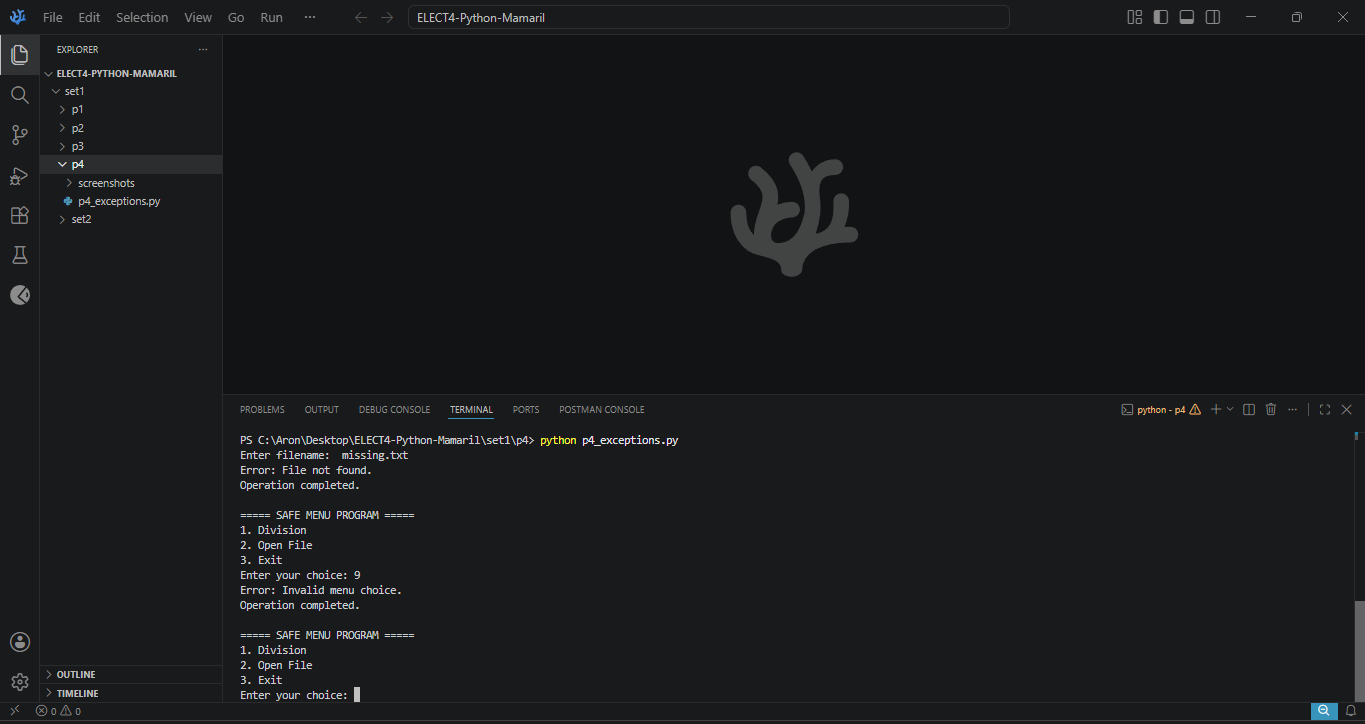 File Edit Selection View Go Run ··· ELECT4-Python-Mamaril
EXPLORER ···
ELECT4-PYTHON-MAMARIL
set1
p1
p2
p3
p4
screenshots
p4_exceptions.py
set2
OUTLINE
TIMELINE
PROBLEMS OUTPUT DEBUG CONSOLE TERMINAL PORTS POSTMAN CONSOLE python - p4
PS C:\Aron\Desktop\ELECT4-Python-Mamaril\set1\p4> python p4_exceptions.py
Enter filename:  missing.txt
Error: File not found.
Operation completed.
===== SAFE MENU PROGRAM =====
1. Division
2. Open File
3. Exit
Enter your choice: 9
Error: Invalid menu choice.
Operation completed.
===== SAFE MENU PROGRAM =====
1. Division
2. Open File
3. Exit
Enter your choice:
0 0